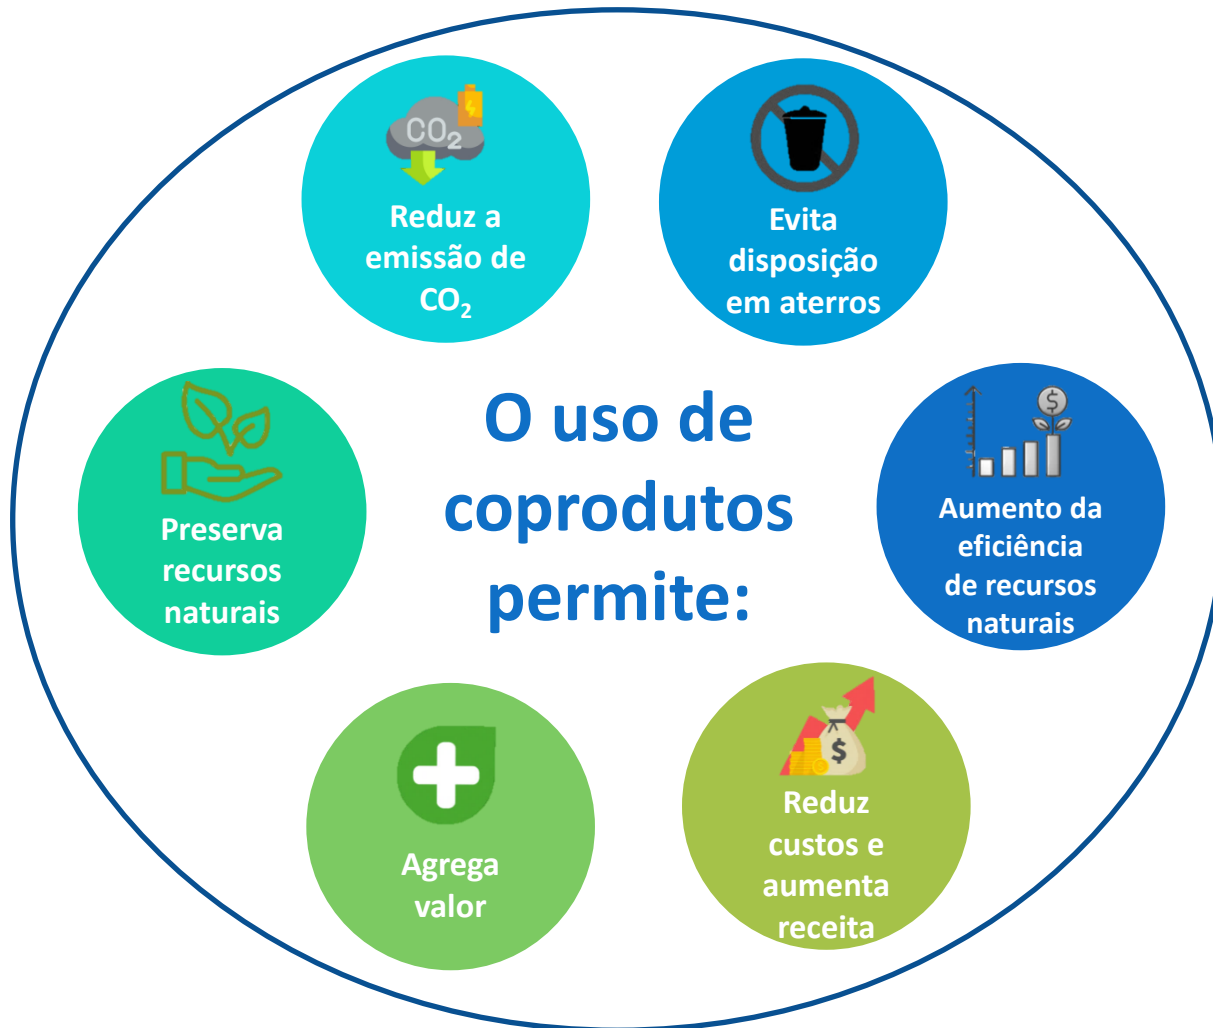 O uso de
coprodutos
permite:
CO₂
Reduz a
emissão de
CO₂
Evita
disposição
em aterros
$
Aumento da
eficiência
de recursos
naturais
$
Reduz
custos e
aumenta
receita
Agrega
valor
Preserva
recursos
naturais